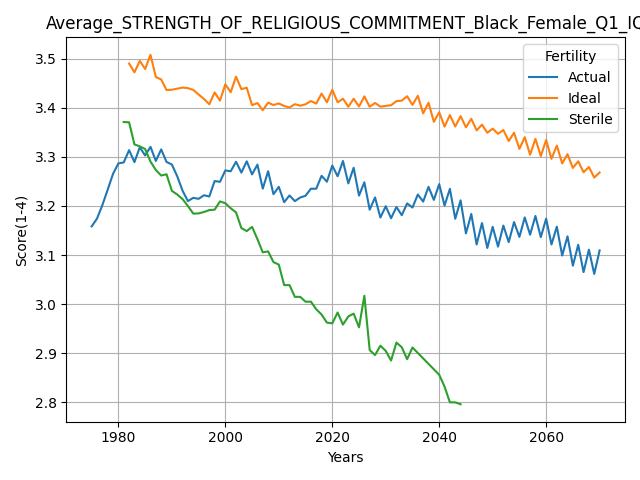 Average_STRENGTH_OF_RELIGIOUS_COMMITMENT_Black_Female_Q1_IQ
Score(1-4)
3.5
3.4
3.3
3.2
3.1
3.0
2.9
2.8
Fertility
Actual
Ideal
Sterile
1980 2000 2020 2040 2060
Years